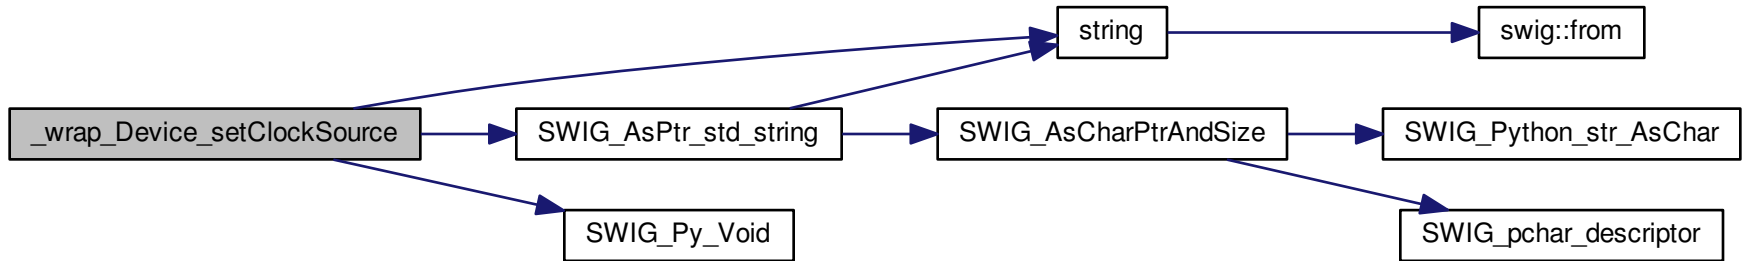 string
swig::from
_wrap_Device_setClockSource
SWIG_AsPtr_std_string
SWIG_AsCharPtrAndSize
SWIG_Python_str_AsChar
SWIG_Py_Void
SWIG_pchar_descriptor